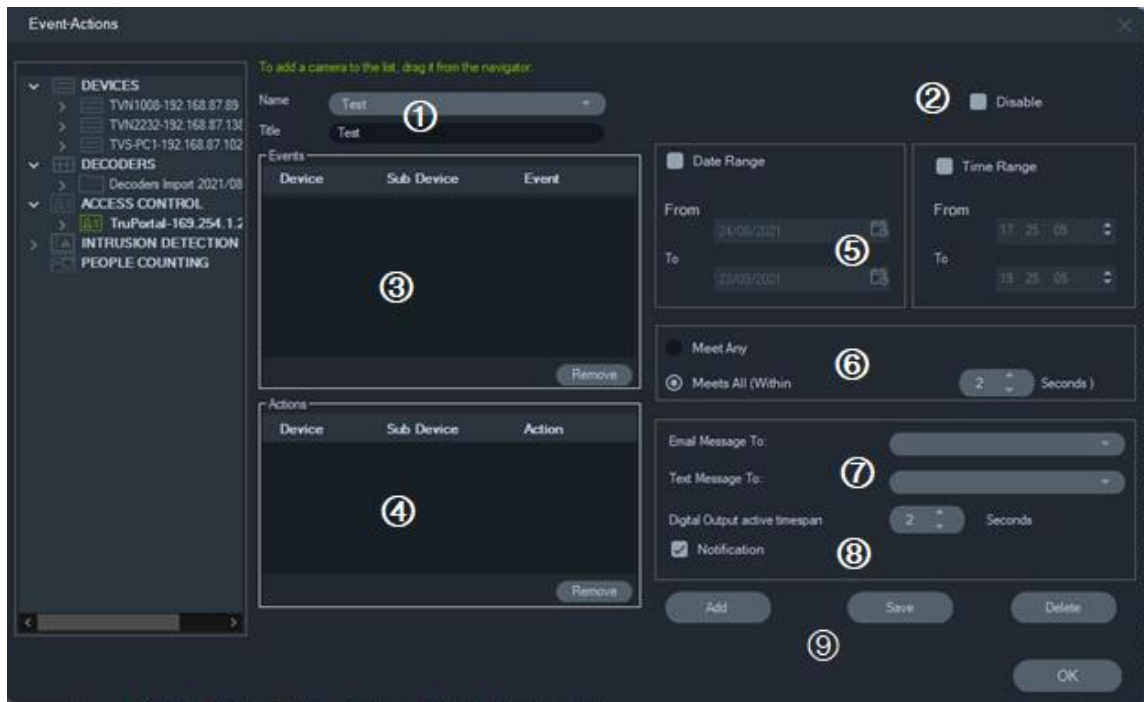 Event-Actions
To add a camera to the list, drag it from the navigator.
DEVICES
TVN1008-192.168.87.89
TVN2232-192.168.87.138
TVS-PC1-192.168.87.102
DECODERS
Decoders Import 2021/08
ACCESS CONTROL
TruPortal-169.254.1.2
INTRUSION DETECTION
PEOPLE COUNTING
Name Test ①
Title Test
② Disable
Events
Device Sub Device Event
③
Remove
Actions
Device Sub Device Action
④
Remove
Date Range
From
24/08/2021
To
23/09/2021
⑤
Time Range
From
17 25 05
To
19 25 05
Meet Any
⑥
Meets All (Within 2 Seconds )
Email Message To:
⑦
Text Message To:
Digital Output active timespan 2 Seconds
Notification ⑧
Add Save Delete
⑨
OK